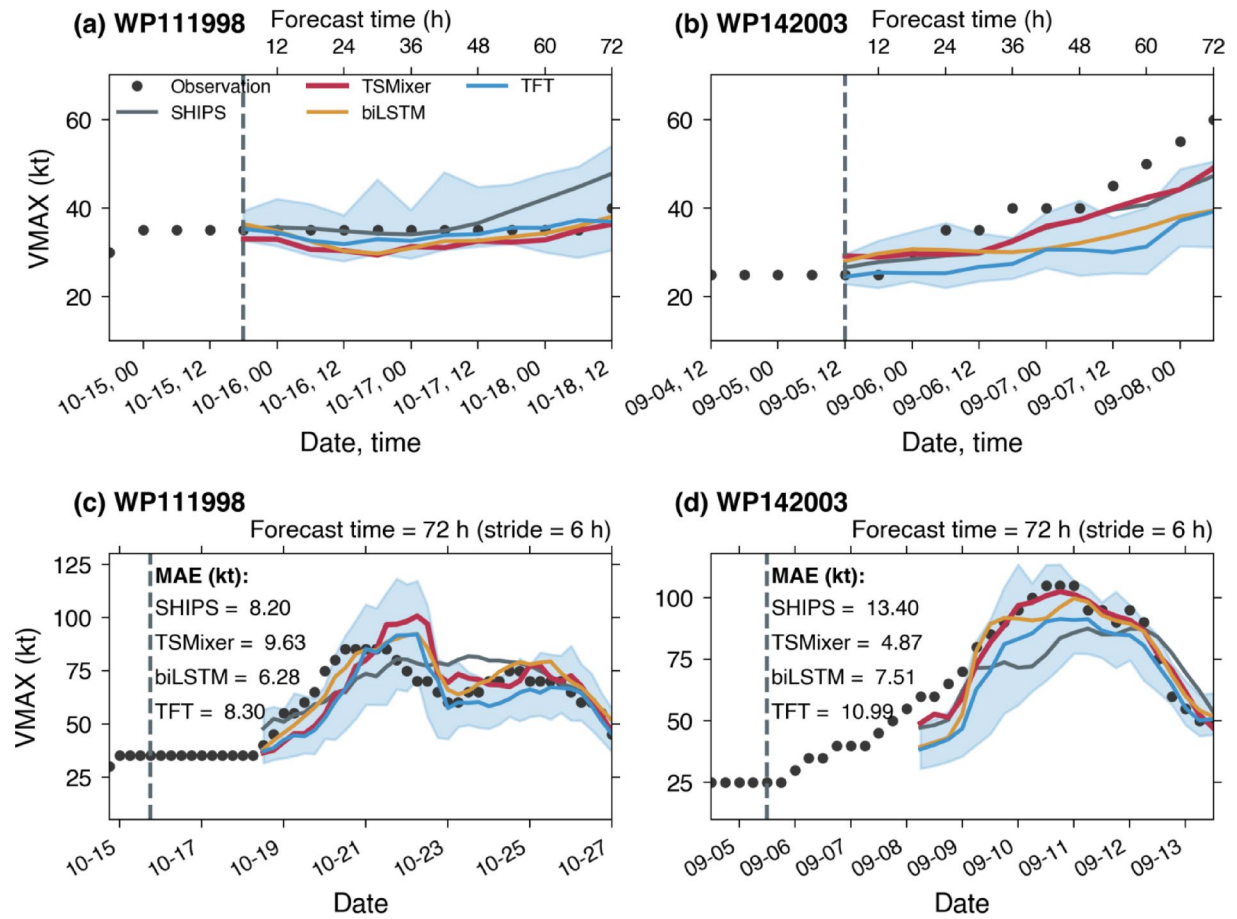 (a) WP111998
Forecast time (h)
12 24 36 48 60 72
Observation
SHIPS
TSMixer
biLSTM
TFT
VMAX (kt)
60
40
20
10-15, 00
10-15, 12
10-16, 00
10-16, 12
10-17, 00
10-17, 12
10-18, 00
10-18, 12
Date, time
(b) WP142003
Forecast time (h)
12 24 36 48 60 72
60
40
20
09-04, 12
09-05, 00
09-05, 12
09-06, 00
09-06, 12
09-07, 00
09-07, 12
09-08, 00
Date, time
(c) WP111998
Forecast time = 72 h (stride = 6 h)
VMAX (kt)
125
100
75
50
25
MAE (kt):
SHIPS = 8.20
TSMixer = 9.63
biLSTM = 6.28
TFT = 8.30
10-15
10-17
10-19
10-21
10-23
10-25
10-27
Date
(d) WP142003
Forecast time = 72 h (stride = 6 h)
100
75
50
25
MAE (kt):
SHIPS = 13.40
TSMixer = 4.87
biLSTM = 7.51
TFT = 10.99
09-05
09-06
09-07
09-08
09-09
09-10
09-11
09-12
09-13
Date